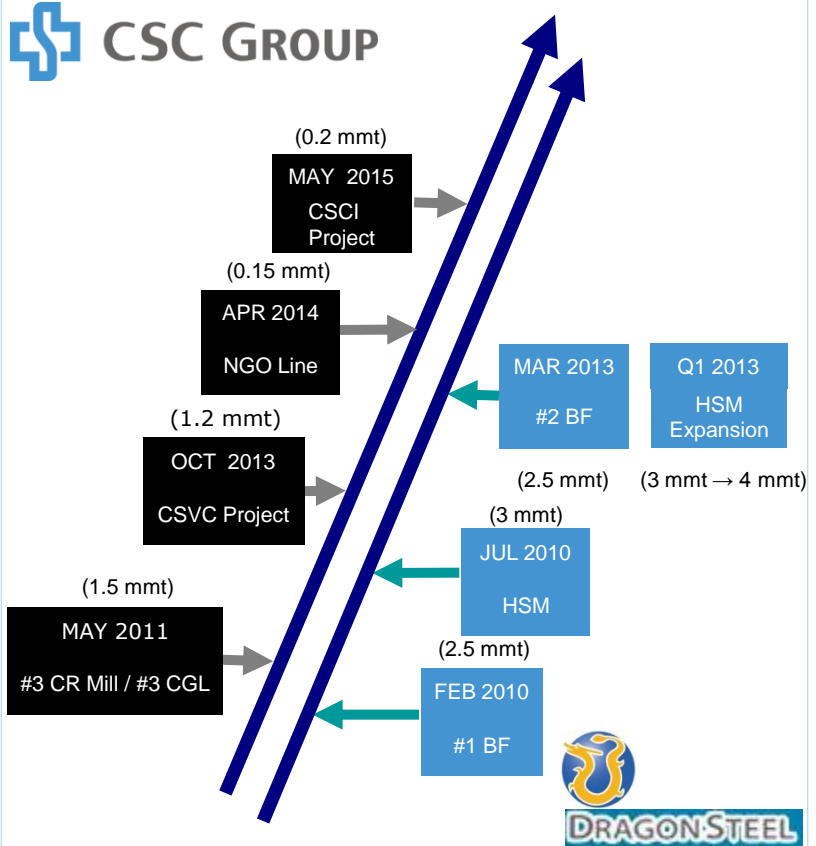 CSC GROUP
(0.2 mmt)
MAY 2015
CSCI
Project
(0.15 mmt)
APR 2014
NGO Line
(1.2 mmt)
OCT 2013
CSVC Project
(1.5 mmt)
MAY 2011
#3 CR Mill / #3 CGL
MAR 2013
#2 BF
(2.5 mmt)
Q1 2013
HSM
Expansion
(3 mmt → 4 mmt)
(3 mmt)
JUL 2010
HSM
(2.5 mmt)
FEB 2010
#1 BF
DRAGON STEEL